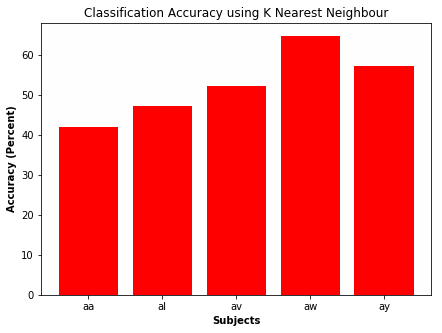 Classification Accuracy using K Nearest Neighbour
Accuracy (Percent)
60
50
40
30
20
10
0
aa al av aw ay
Subjects